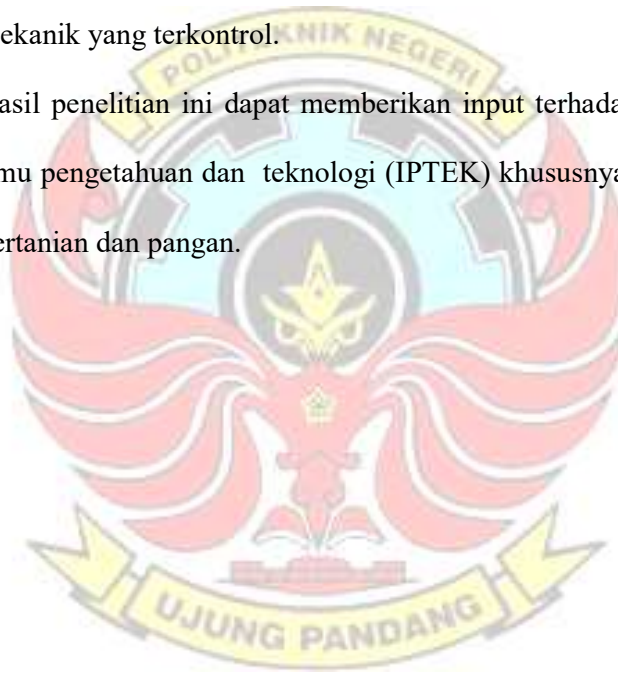 ekanik yang terkontrol.
POLITEKNIK NEGERI
asil penelitian ini dapat memberikan input terhada
mu pengetahuan dan teknologi (IPTEK) khususnya
ertanian dan pangan.
UJUNG PANDANG